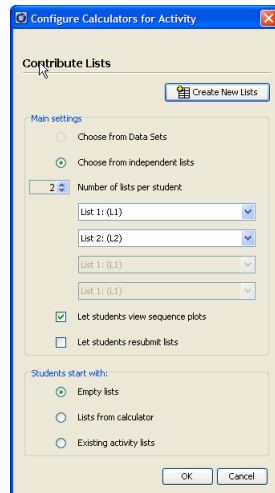 Configure Calculators for Activity
Contribute Lists
Create New Lists
Main settings
Choose from Data Sets
Choose from independent lists
2 Number of lists per student
List 1: (L1)
List 2: (L2)
List 1: (L1)
List 1: (L1)
Let students view sequence plots
Let students resubmit lists
Students start with:
Empty lists
Lists from calculator
Existing activity lists
OK Cancel